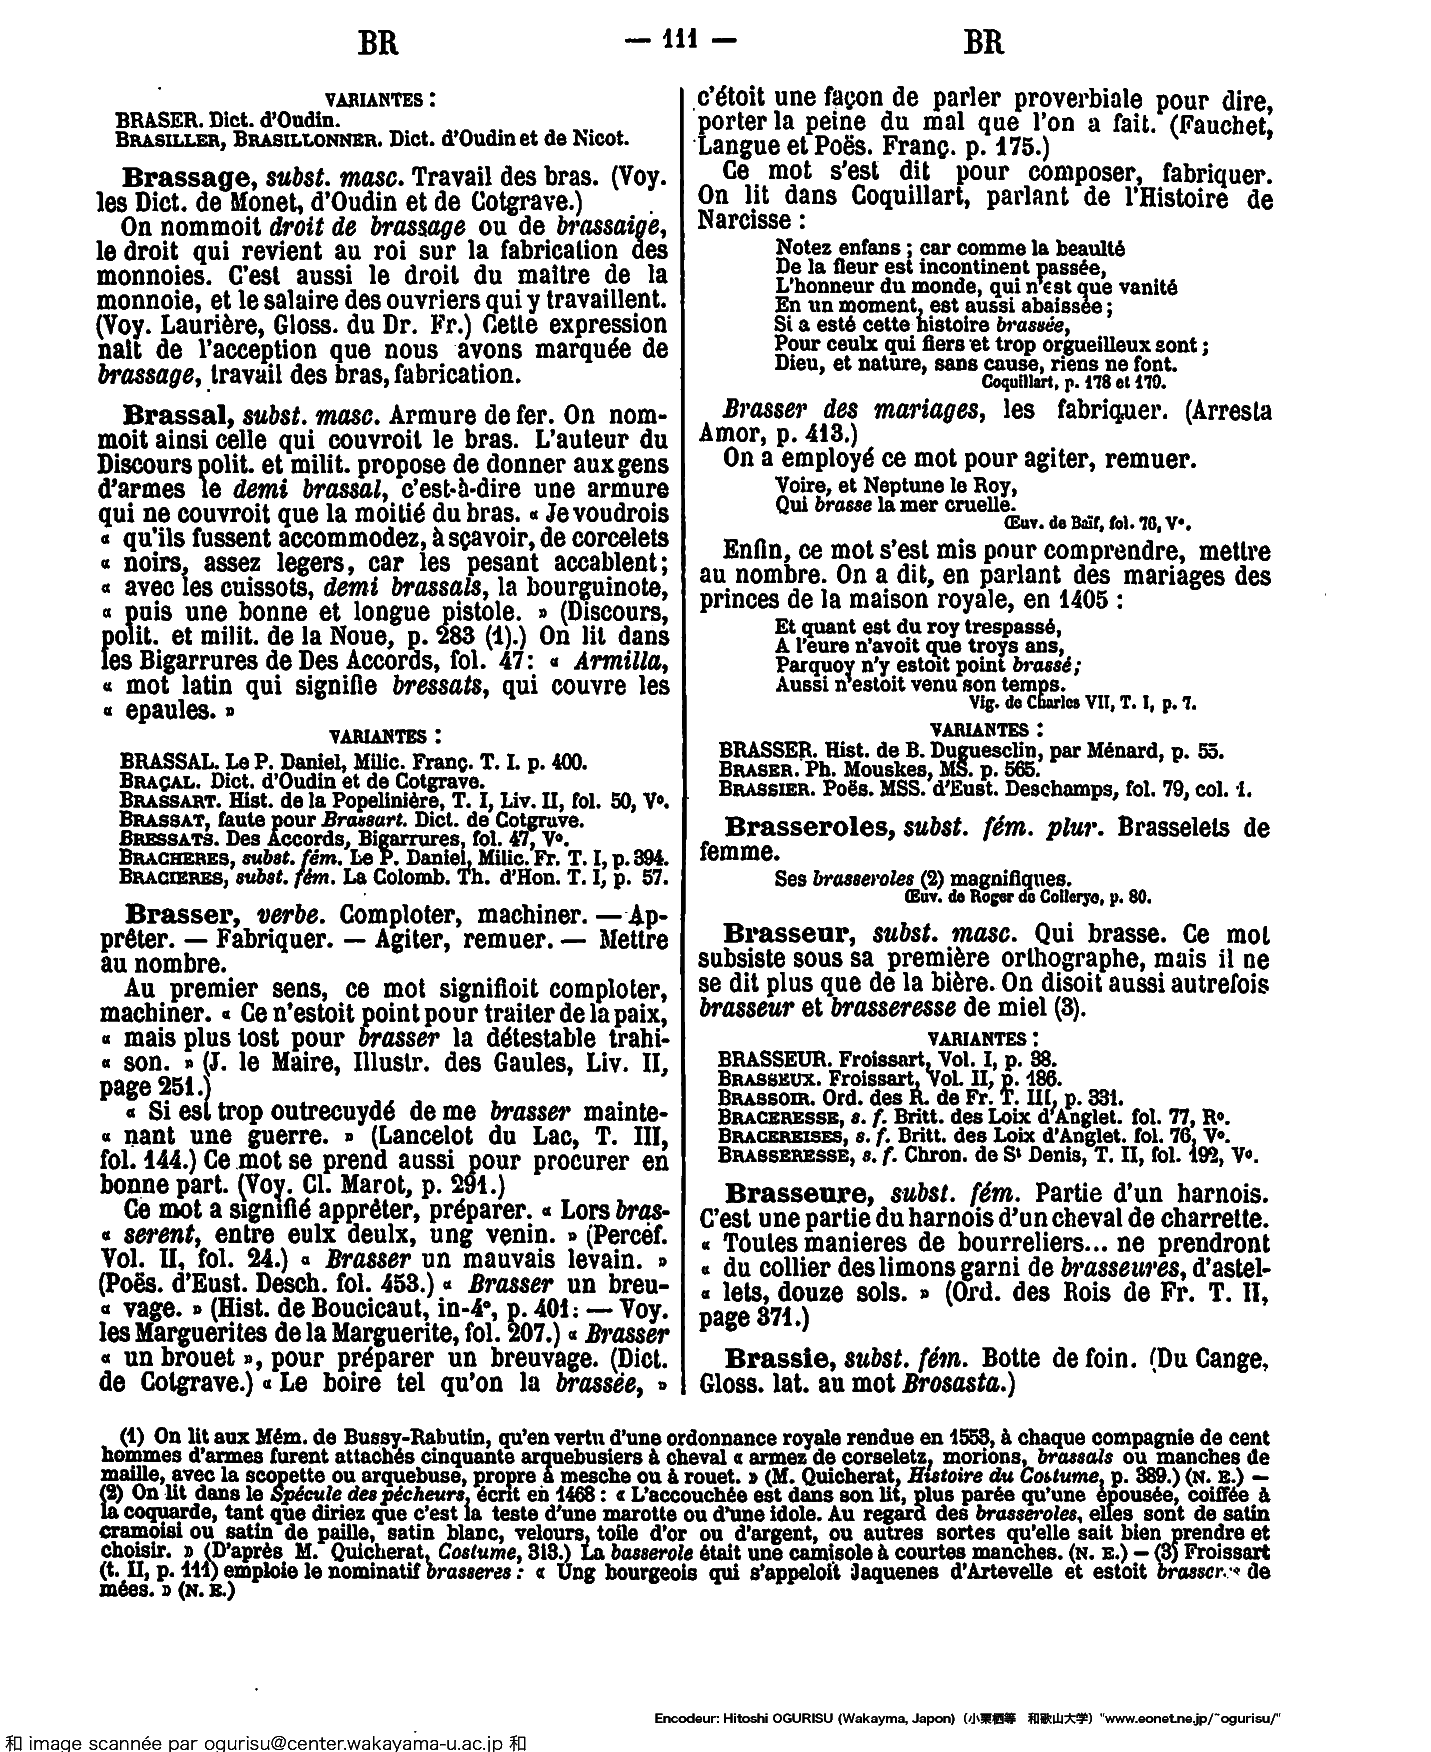 BR — 111 — BR
VARIANTES :
BRASER. Dict. d'Oudin.
BRASILLER, BRASILLONNER. Dict. d'Oudin et de Nicot.
Brassage, subst. masc. Travail des bras. (Voy.
les Dict. de Monet, d'Oudin et de Cotgrave.)
On nommoit droit de brassage ou de brassaige,
le droit qui revient au roi sur la fabrication des
monnoies. C'est aussi le droit du maitre de la
monnoie, et le salaire des ouvriers qui y travaillent.
(Voy. Laurière, Gloss. du Dr. Fr.) Cette expression
nait de l'acception que nous avons marquée de
brassage, travail des bras, fabrication.
Brassal, subst. masc. Armure de fer. On nom-
moit ainsi celle qui couvroit le bras. L'auteur du
Discours polit. et milit. propose de donner aux gens
d'armes le demi brassal, c'est-à-dire une armure
qui ne couvroit que la moitié du bras. « Je voudrois
« qu'ils fussent accommodez, à sçavoir, de corcelets
« noirs, assez legers, car les pesant accablent;
« avec les cuissots, demi brassals, la bourguinote,
« puis une bonne et longue pistole. » (Discours,
polit. et milit. de la Noue, p. 283 (1).) On lit dans
les Bigarrures de Des Accords, fol. 47: « Armilla,
« mot latin qui signifie bressats, qui couvre les
« epaules. »
VARIANTES :
BRASSAL. Le P. Daniel, Milic. Franç. T. I. p. 400.
BRAÇAL. Dict. d'Oudin et de Cotgrave.
BRASSART. Hist. de la Popelinière, T. I, Liv. II, fol. 50, Vº.
BRASSAT, faute pour Brassart. Dict. de Cotgrave.
BRESSATS. Des Accords, Bigarrures, fol. 47, Vº.
BRACHERES, subst. fém. Le P. Daniel, Milic. Fr. T. I, p. 394.
BRACIERES, subst. fém. La Colomb. Th. d'Hon. T. I, p. 57.
Brasser, verbe. Comploter, machiner. — Ap-
prêter. — Fabriquer. — Agiter, remuer. — Mettre
au nombre.
Au premier sens, ce mot signifioit comploter,
machiner. « Ce n'estoit point pour traiter de la paix,
« mais plus tost pour brasser la détestable trahi-
« son. » (J. le Maire, Illustr. des Gaules, Liv. II,
page 251.)
« Si est trop outrecuydé de me brasser mainte-
« nant une guerre. » (Lancelot du Lac, T. III,
fol. 144.) Ce mot se prend aussi pour procurer en
bonne part. (Voy. Cl. Marot, p. 291.)
Ce mot a signifié apprêter, préparer. « Lors bras-
« serent, entre eulx deulx, ung venin. » (Percef.
Vol. II, fol. 24.) « Brasser un mauvais levain. »
(Poës. d'Eust. Desch. fol. 453.) « Brasser un breu-
« vage. » (Hist. de Boucicaut, in-4º, p. 401: — Voy.
les Marguerites de la Marguerite, fol. 207.) « Brasser
« un brouet », pour préparer un breuvage. (Dict.
de Cotgrave.) « Le boire tel qu'on la brassée, »
c'étoit une façon de parler proverbiale pour dire,
porter la peine du mal que l'on a fait. (Fauchet,
Langue et Poës. Franç. p. 175.)
Ce mot s'est dit pour composer, fabriquer.
On lit dans Coquillart, parlant de l'Histoire de
Narcisse :
Notez enfans ; car comme la beaulté
De la fleur est incontinent passée,
L'honneur du monde, qui n'est que vanité
En un moment, est aussi abaissée ;
Si a esté cette histoire brassée,
Pour ceulx qui fiers et trop orgueilleux sont ;
Dieu, et nature, sans cause, riens ne font.
Coquillart, p. 178 et 179.
Brasser des mariages, les fabriquer. (Arresta
Amor, p. 413.)
On a employé ce mot pour agiter, remuer.
Voire, et Neptune le Roy,
Qui brasse la mer cruelle.
Œuv. de Baïf, fol. 76, Vº.
Enfin, ce mot s'est mis pour comprendre, mettre
au nombre. On a dit, en parlant des mariages des
princes de la maison royale, en 1405 :
Et quant est du roy trespassé,
A l'eure n'avoit que troys ans,
Parquoy n'y estoit point brassé;
Aussi n'estoit venu son temps.
Vig. de Charles VII, T. I, p. 7.
VARIANTES :
BRASSER. Hist. de B. Duguesclin, par Ménard, p. 55.
BRASER. Ph. Mouskes, MS. p. 565.
BRASSIER. Poës. MSS. d'Eust. Deschamps, fol. 79, col. 1.
Brasseroles, subst. fém. plur. Brasselets de
femme.
Ses brasseroles (2) magnifiques.
Œuv. de Roger de Collerye, p. 80.
Brasseur, subst. masc. Qui brasse. Ce mot
subsiste sous sa première orthographe, mais il ne
se dit plus que de la bière. On disoit aussi autrefois
brasseur et brasseresse de miel (3).
VARIANTES :
BRASSEUR. Froissart, Vol. I, p. 38.
BRASSEUX. Froissart, Vol. II, p. 186.
BRASSOIR. Ord. des R. de Fr. T. III, p. 331.
BRACERESSE, s. f. Britt. des Loix d'Anglet. fol. 77, Rº.
BRACEREISES, s. f. Britt. des Loix d'Anglet. fol. 76, Vº.
BRASSERESSE, s. f. Chron. de St Denis, T. II, fol. 192, Vº.
Brasseure, subst. fém. Partie d'un harnois.
C'est une partie du harnois d'un cheval de charrette.
« Toutes manieres de bourreliers... ne prendront
« du collier des limons garni de brasseures, d'astel-
« lets, douze sols. » (Ord. des Rois de Fr. T. II,
page 371.)
Brassie, subst. fém. Botte de foin. (Du Cange,
Gloss. lat. au mot Brosasta.)
(1) On lit aux Mém. de Bussy-Rabutin, qu'en vertu d'une ordonnance royale rendue en 1553, à chaque compagnie de cent
hommes d'armes furent attachés cinquante arquebusiers à cheval « armez de corseletz, morions, brassals ou manches de
maille, avec la scopette ou arquebuse, propre à mesche ou à rouet. » (M. Quicherat, Histoire du Costume, p. 389.) (N. E.) —
(2) On lit dans le Spécule des pécheurs, écrit en 1468 : « L'accouchée est dans son lit, plus parée qu'une épousée, coiffée à
la coquarde, tant que diriez que c'est la teste d'une marotte ou d'une idole. Au regard des brasseroles, elles sont de satin
cramoisi ou satin de paille, satin blanc, velours, toile d'or ou d'argent, ou autres sortes qu'elle sait bien prendre et
choisir. » (D'après M. Quicherat, Costume, 313.) La basserole était une camisole à courtes manches. (N. E.) — (3) Froissart
(t. II, p. 111) emploie le nominatif brasseres : « Ung bourgeois qui s'appeloit Jaquenes d'Artevelle et estoit de
mées. » (N. E.)
Encodeur: Hitoshi OGURISU (Wakayma, Japon) (小栗栖等 和歌山大学) "www.eonet.ne.jp/~ogurisu/"
和 image scannée par ogurisu@center.wakayama-u.ac.jp 和